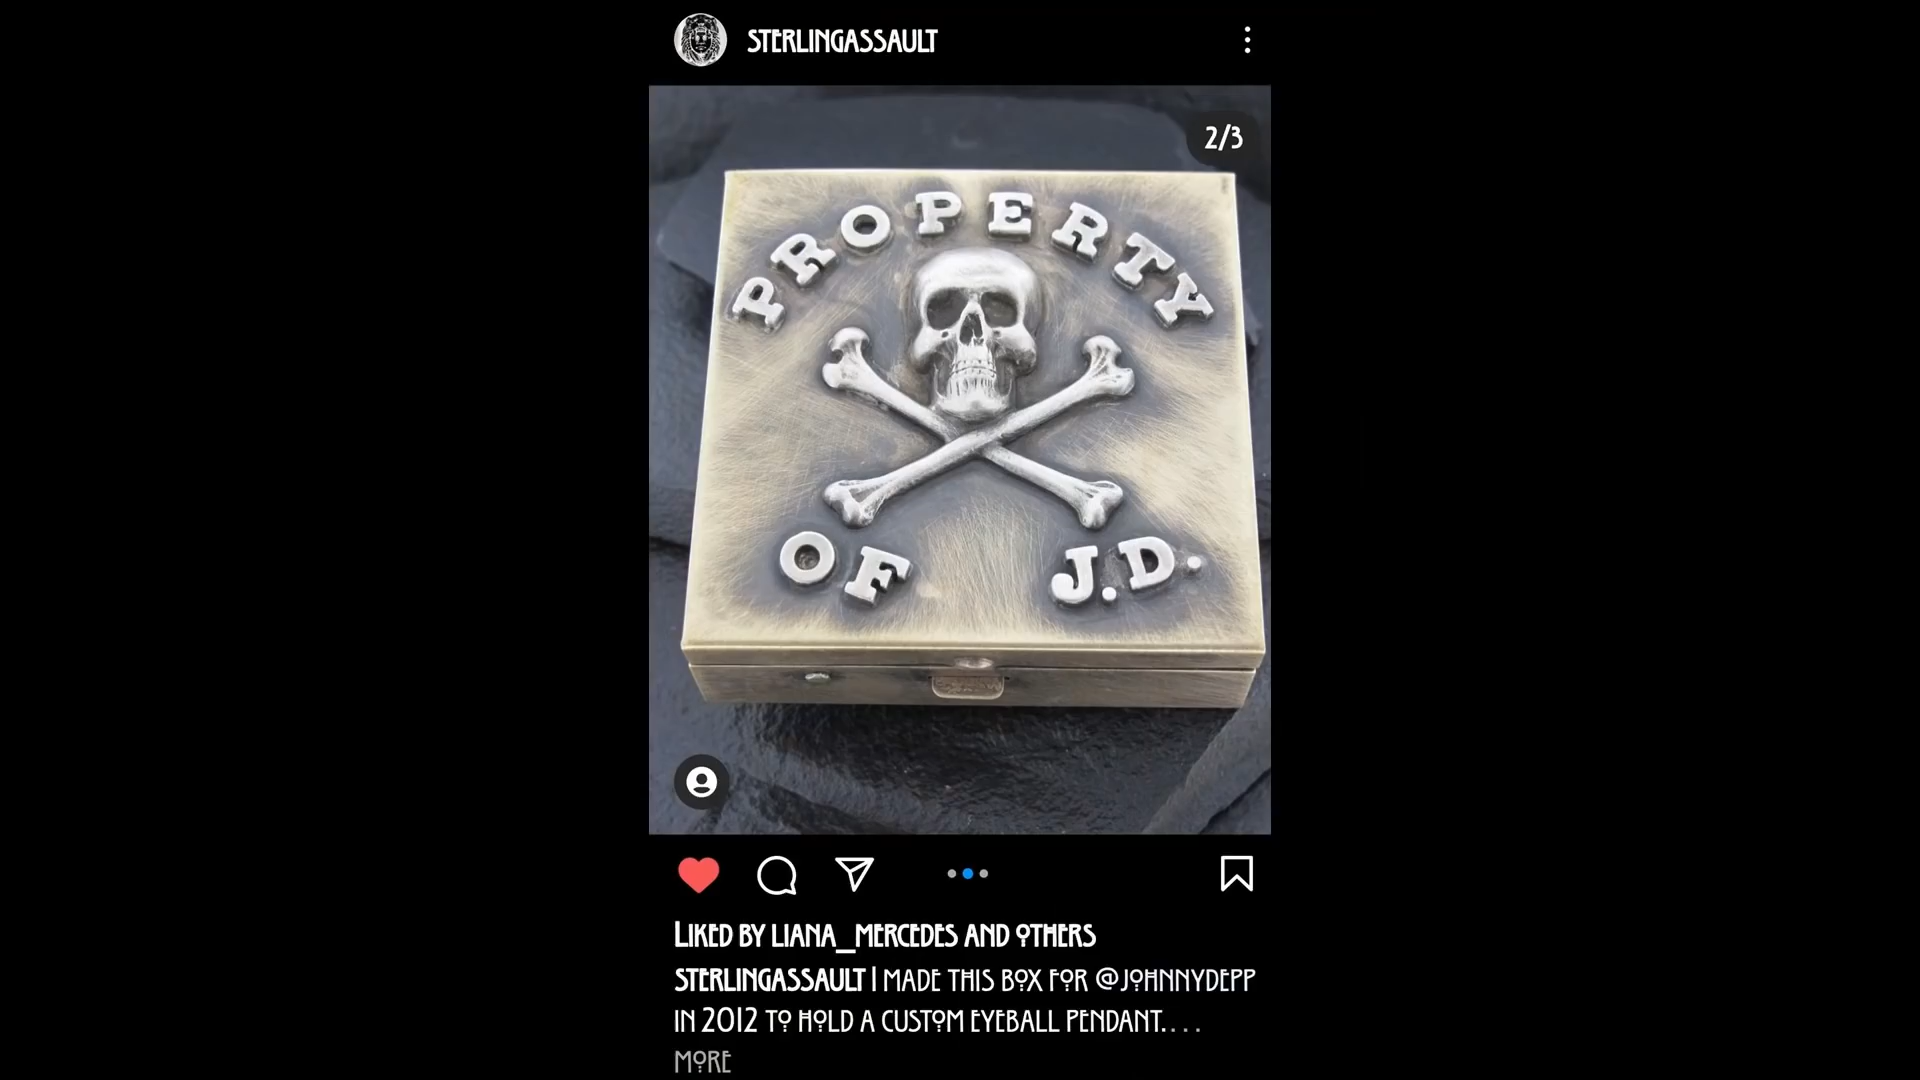 STERLINGASSAULT
2/3
PROPERTY
OF J.D.
LIKED BY LIANA_MERCEDES AND OTHERS
STERLINGASSAULT I MADE THIS BOX FOR @JOHNNYDEPP
IN 2012 TO HOLD A CUSTOM EYEBALL PENDANT....
MORE